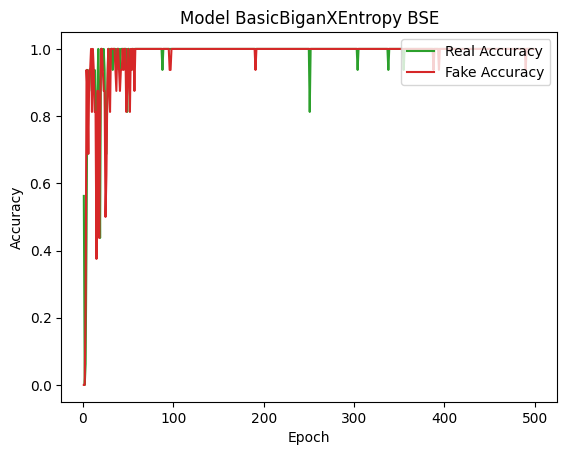 Model BasicBiganXEntropy BSE
Real Accuracy
Fake Accuracy
Accuracy
1.0
0.8
0.6
0.4
0.2
0.0
0
100
200
300
400
500
Epoch